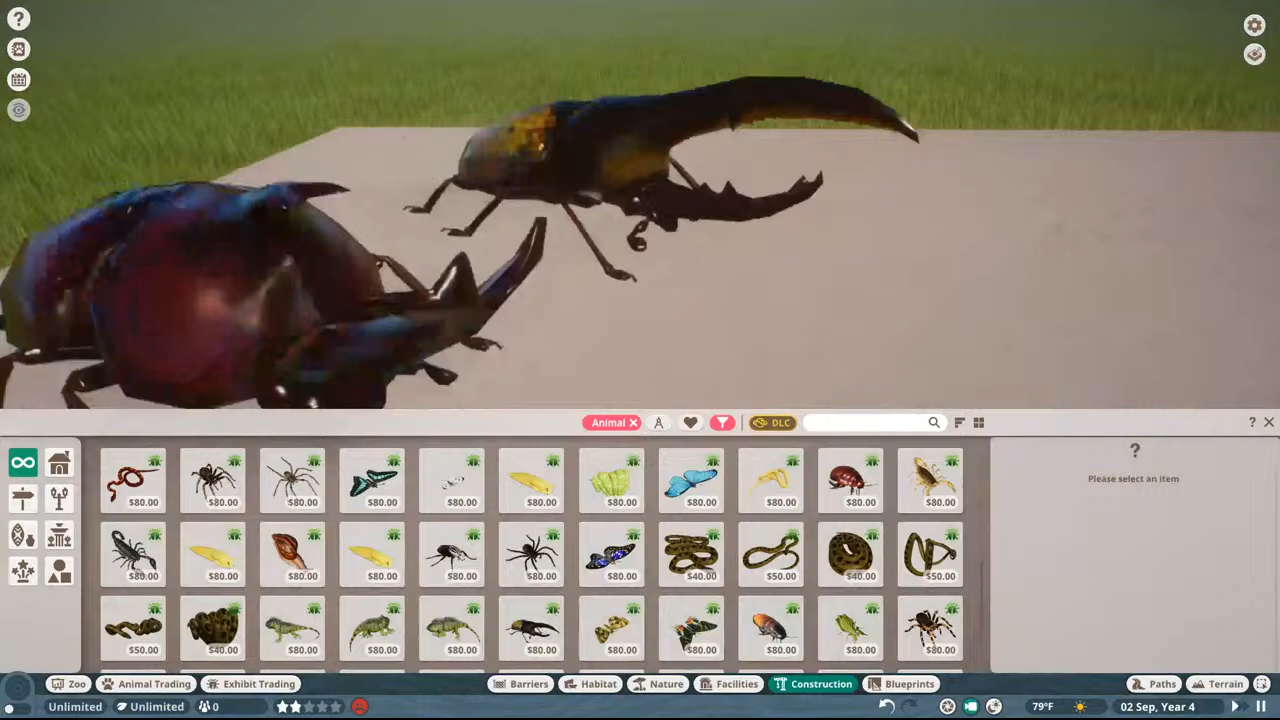 Animal ✕ DLC
? ✕
$80.00 $80.00 $80.00 $80.00 $80.00 $80.00 $80.00 $80.00 $80.00 $80.00 $80.00
?
Please select an item
$80.00 $80.00 $80.00 $80.00 $80.00 $80.00 $80.00 $40.00 $50.00 $40.00 $50.00
$50.00 $40.00 $80.00 $80.00 $80.00 $80.00 $80.00 $80.00 $80.00 $80.00 $80.00
Zoo Animal Trading Exhibit Trading Barriers Habitat Nature Facilities Construction Blueprints Paths Terrain
Unlimited Unlimited 0 79°F 02 Sep, Year 4